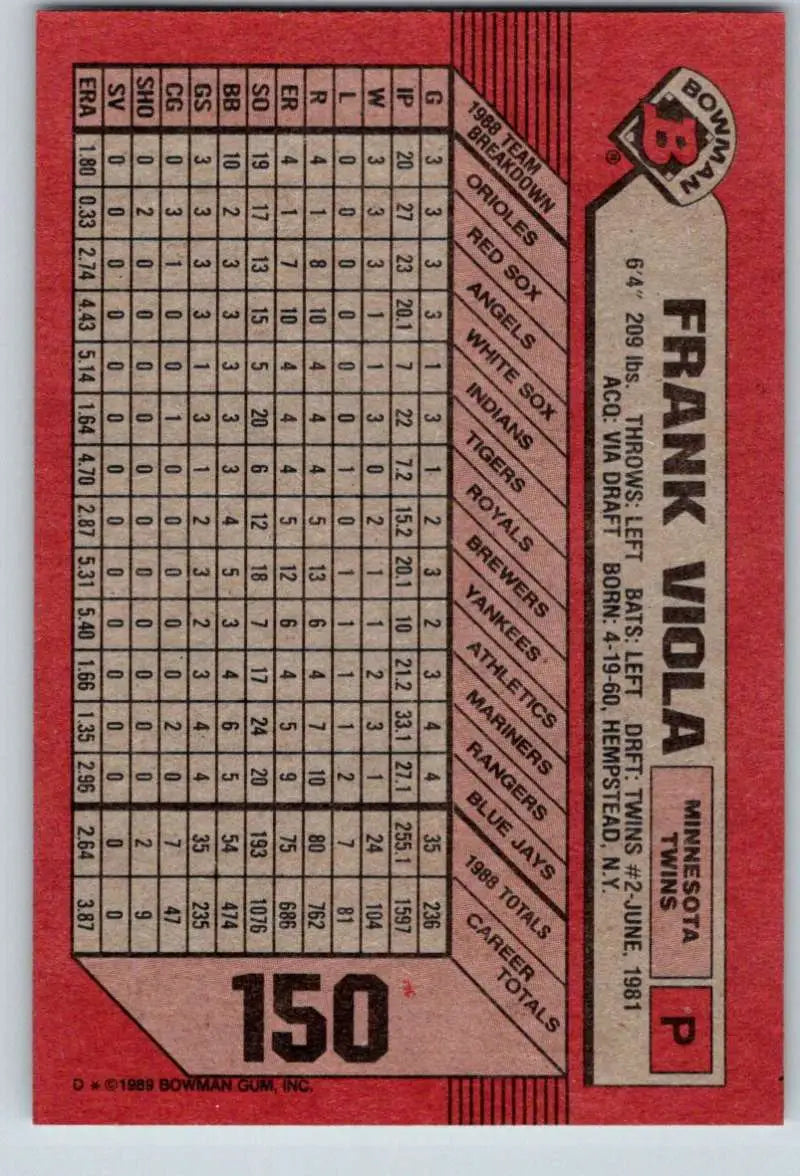 BOWMAN
B
®
FRANK VIOLA
MINNESOTA
TWINS
P
6'4" 209 lbs. THROWS: LEFT BATS: LEFT DRFT: TWINS #2-JUNE, 1981
ACQ: VIA DRAFT BORN: 4-19-60, HEMPSTEAD, N.Y.
1988 TEAM
BREAKDOWN
ORIOLES
RED SOX
ANGELS
WHITE SOX
INDIANS
TIGERS
ROYALS
BREWERS
YANKEES
ATHLETICS
MARINERS
RANGERS
BLUE JAYS
1988 TOTALS
CAREER
TOTALS
G 3 3 3 3 1 3 1 2 3 2 3 4 4 35 236
IP 20 27 23 20.1 7 22 7.2 15.2 20.1 10 21.2 33.1 27.1 255.1 1597
W 3 3 3 1 1 3 0 2 1 1 2 3 1 24 104
L 0 0 0 0 0 0 1 0 1 1 1 1 2 7 81
R 4 1 8 10 4 4 4 5 13 6 4 7 10 80 762
ER 4 1 7 10 4 4 4 5 12 6 4 5 9 75 686
SO 19 17 13 15 5 20 6 12 18 7 17 24 20 193 1076
BB 10 2 3 3 3 3 3 4 5 3 4 6 5 54 474
GS 3 3 3 3 1 3 1 2 3 2 3 4 4 35 235
CG 0 3 1 0 0 1 0 0 0 0 0 2 0 7 47
SHO 0 2 0 0 0 0 0 0 0 0 0 0 0 2 9
SV 0 0 0 0 0 0 0 0 0 0 0 0 0 0 0
ERA 1.80 0.33 2.74 4.43 5.14 1.64 4.70 2.87 5.31 5.40 1.66 1.35 2.96 2.64 3.87
150
D * ©1989 BOWMAN GUM, INC.